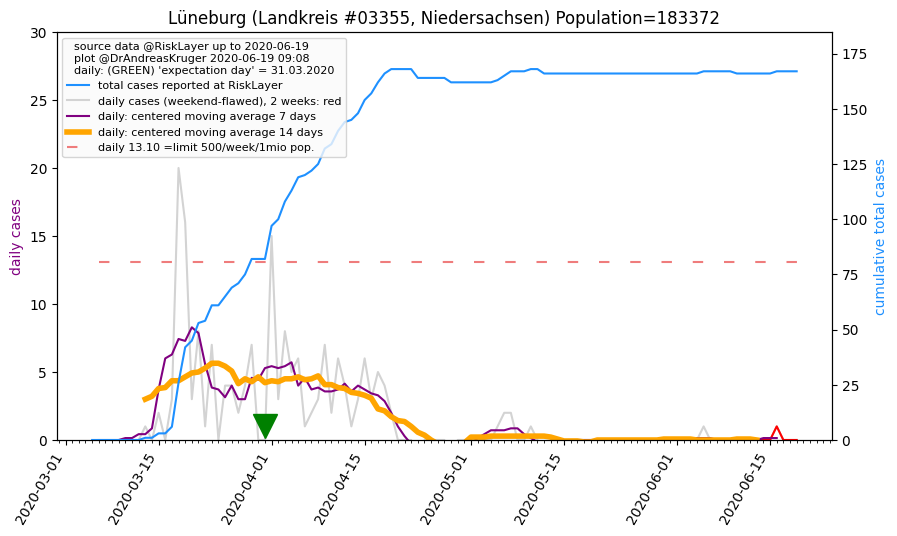 Lüneburg (Landkreis #03355, Niedersachsen) Population=183372
source data @RiskLayer up to 2020-06-19
plot @DrAndreasKruger 2020-06-19 09:08
daily: (GREEN) 'expectation day' = 31.03.2020
total cases reported at RiskLayer
daily cases (weekend-flawed), 2 weeks: red
daily: centered moving average 7 days
daily: centered moving average 14 days
daily 13.10 =limit 500/week/1mio pop.
daily cases
30
25
20
15
10
5
0
cumulative total cases
175
150
125
100
75
50
25
0
2020-03-01
2020-03-15
2020-04-01
2020-04-15
2020-05-01
2020-05-15
2020-06-01
2020-06-15